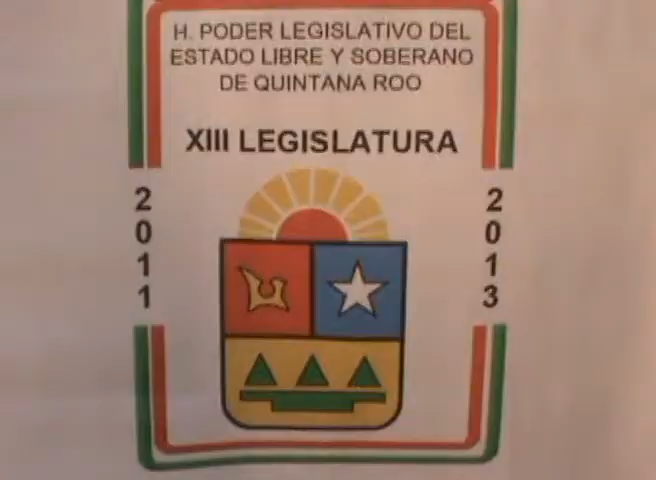 H. PODER LEGISLATIVO DEL
ESTADO LIBRE Y SOBERANO
DE QUINTANA ROO
XIII LEGISLATURA
2011
2013